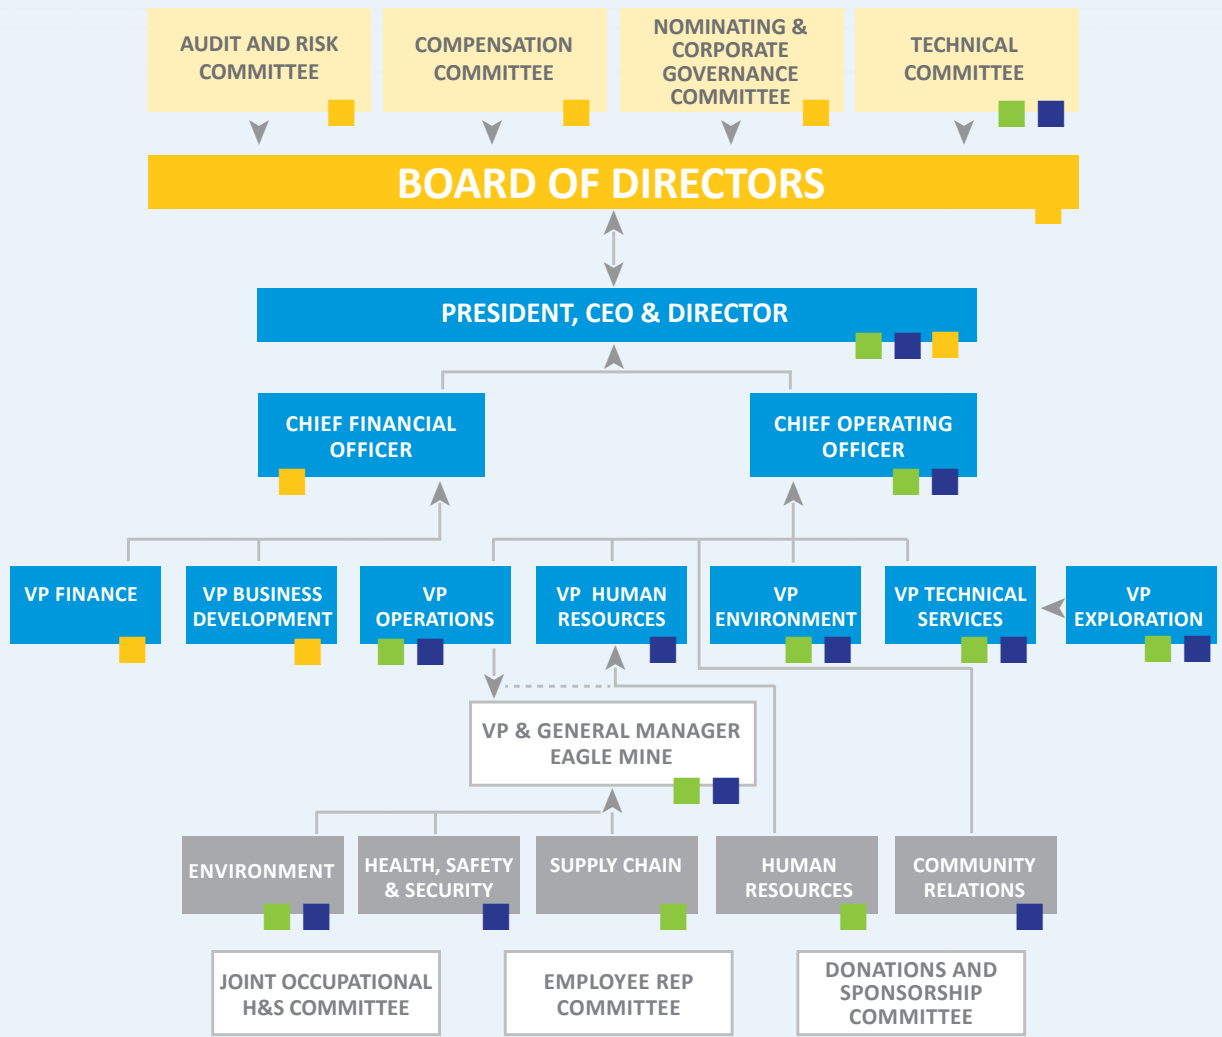 AUDIT AND RISK
COMMITTEE
COMPENSATION
COMMITTEE
NOMINATING &
CORPORATE
GOVERNANCE
COMMITTEE
TECHNICAL
COMMITTEE
BOARD OF DIRECTORS
PRESIDENT, CEO & DIRECTOR
CHIEF FINANCIAL
OFFICER
CHIEF OPERATING
OFFICER
VP FINANCE
VP BUSINESS
DEVELOPMENT
VP
OPERATIONS
VP HUMAN
RESOURCES
VP
ENVIRONMENT
VP TECHNICAL
SERVICES
VP
EXPLORATION
VP & GENERAL MANAGER
EAGLE MINE
ENVIRONMENT
HEALTH, SAFETY
& SECURITY
SUPPLY CHAIN
HUMAN
RESOURCES
COMMUNITY
RELATIONS
JOINT OCCUPATIONAL
H&S COMMITTEE
EMPLOYEE REP
COMMITTEE
DONATIONS AND
SPONSORSHIP
COMMITTEE